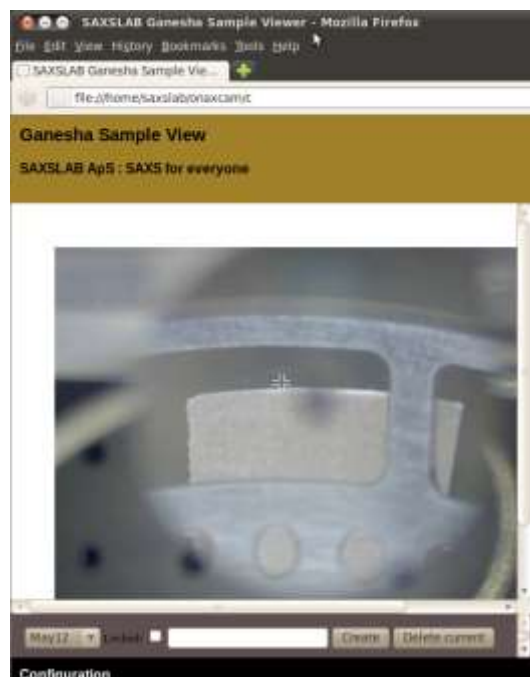 SAXSLAB Ganesha Sample Viewer - Mozilla Firefox
File Edit View History Bookmarks Tools Help
SAXSLAB Ganesha Sample Vie...
Ganesha Sample View
SAXSLAB ApS : SAXS for everyone
May12
Create Delete current
Configuration